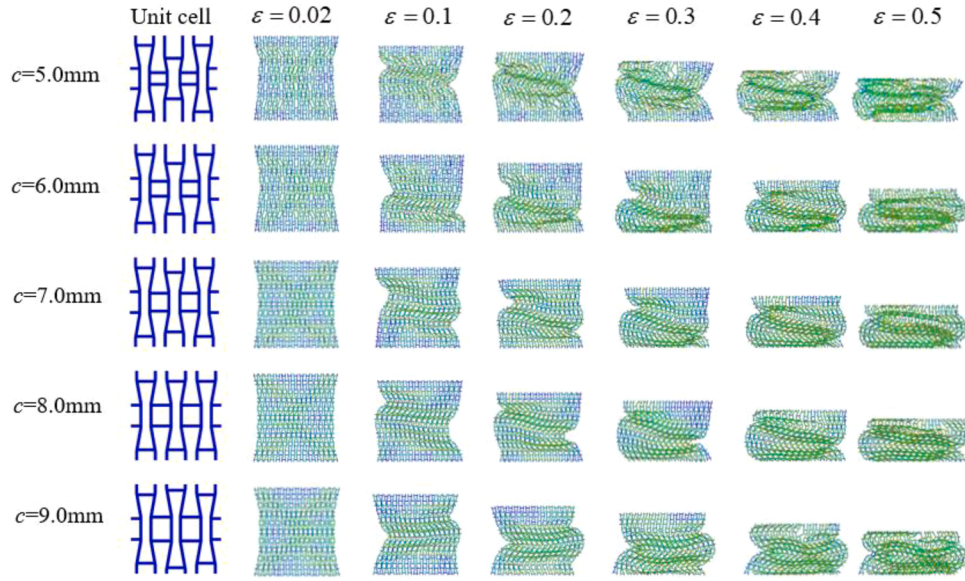 Unit cell ε = 0.02 ε = 0.1 ε = 0.2 ε = 0.3 ε = 0.4 ε = 0.5
c=5.0mm
c=6.0mm
c=7.0mm
c=8.0mm
c=9.0mm